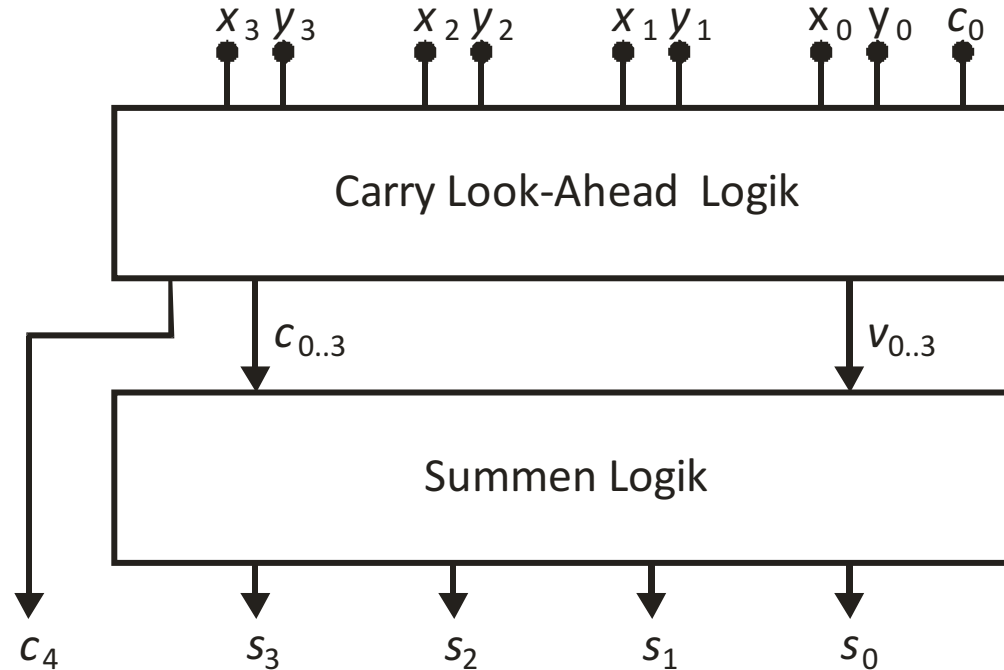 x3 y3 x2 y2 x1 y1 x0 y0 c0
Carry Look-Ahead Logik
c0..3 v0..3
Summen Logik
c4 s3 s2 s1 s0